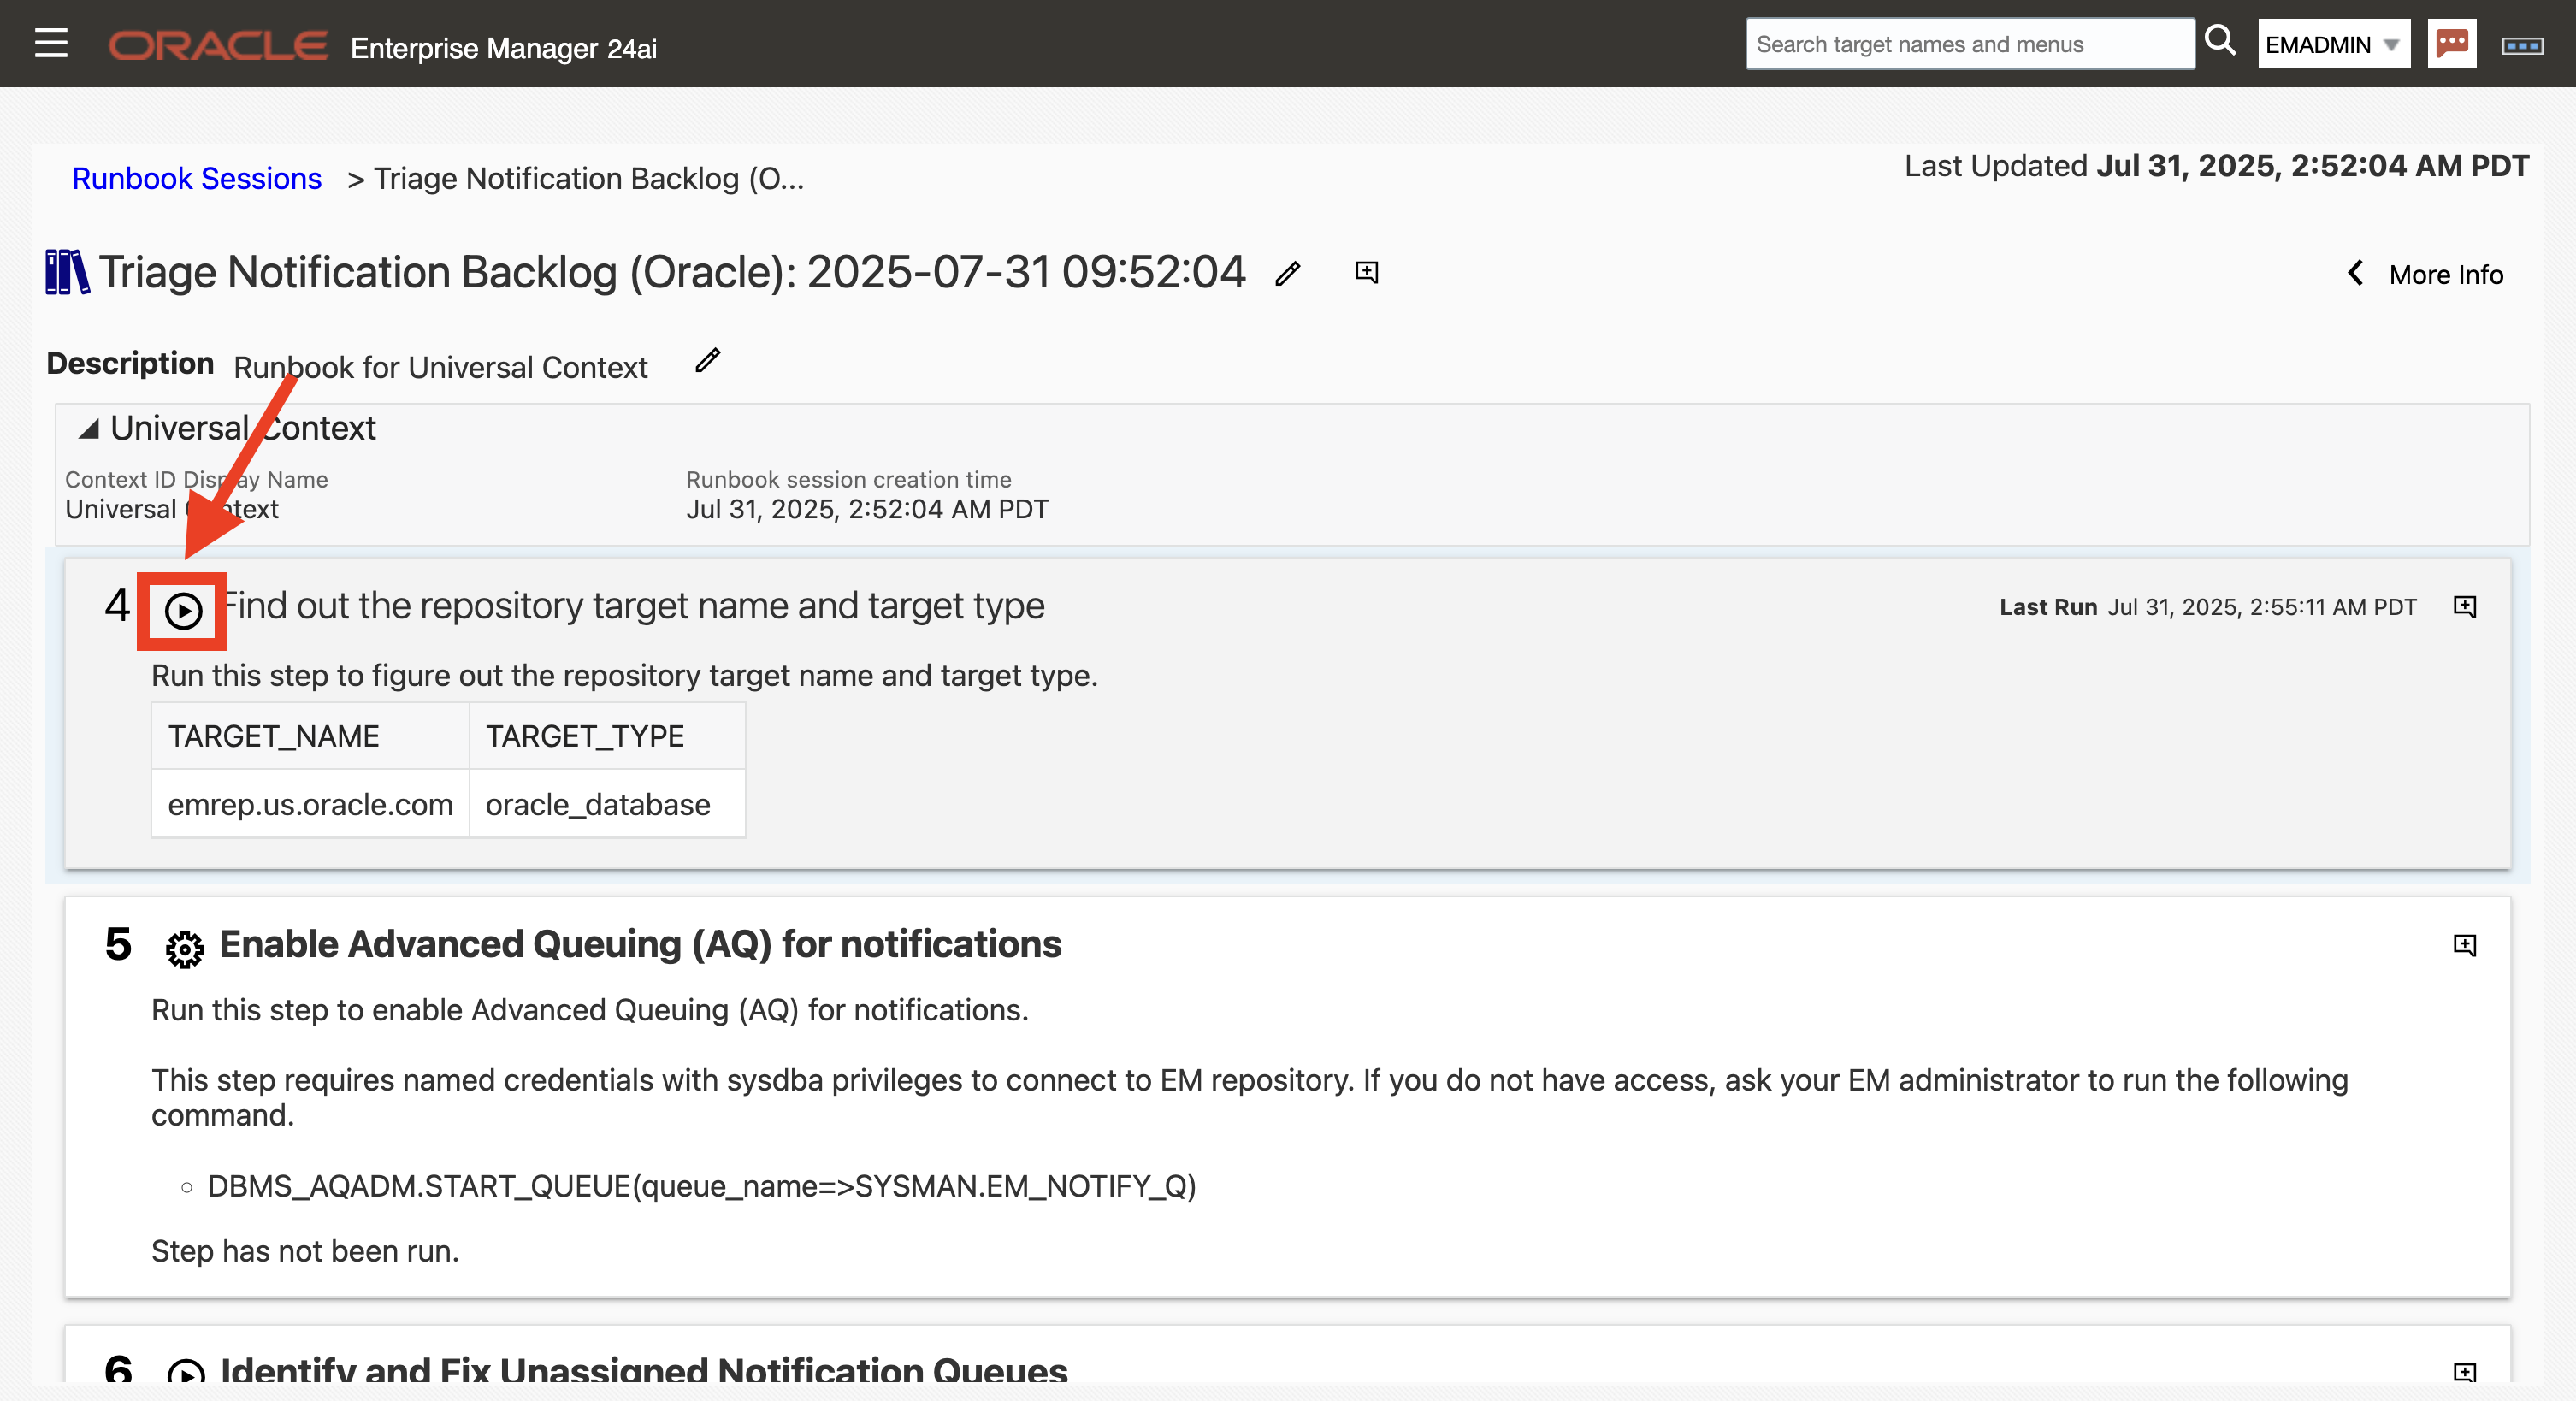 ORACLE Enterprise Manager 24ai
Search target names and menus
EMADMIN
Runbook Sessions > Triage Notification Backlog (O...
Last Updated Jul 31, 2025, 2:52:04 AM PDT
Triage Notification Backlog (Oracle): 2025-07-31 09:52:04
More Info
Description Runbook for Universal Context
Universal Context
Context ID Display Name
Runbook session creation time
Universal Context
Jul 31, 2025, 2:52:04 AM PDT
4 Find out the repository target name and target type
Last Run Jul 31, 2025, 2:55:11 AM PDT
Run this step to figure out the repository target name and target type.
TARGET_NAME TARGET_TYPE
emrep.us.oracle.com oracle_database
5 Enable Advanced Queuing (AQ) for notifications
Run this step to enable Advanced Queuing (AQ) for notifications.
This step requires named credentials with sysdba privileges to connect to EM repository. If you do not have access, ask your EM administrator to run the following
command.
DBMS_AQADM.START_QUEUE(queue_name=>SYSMAN.EM_NOTIFY_Q)
Step has not been run.
6 Identify and Fix Unassigned Notification Queues